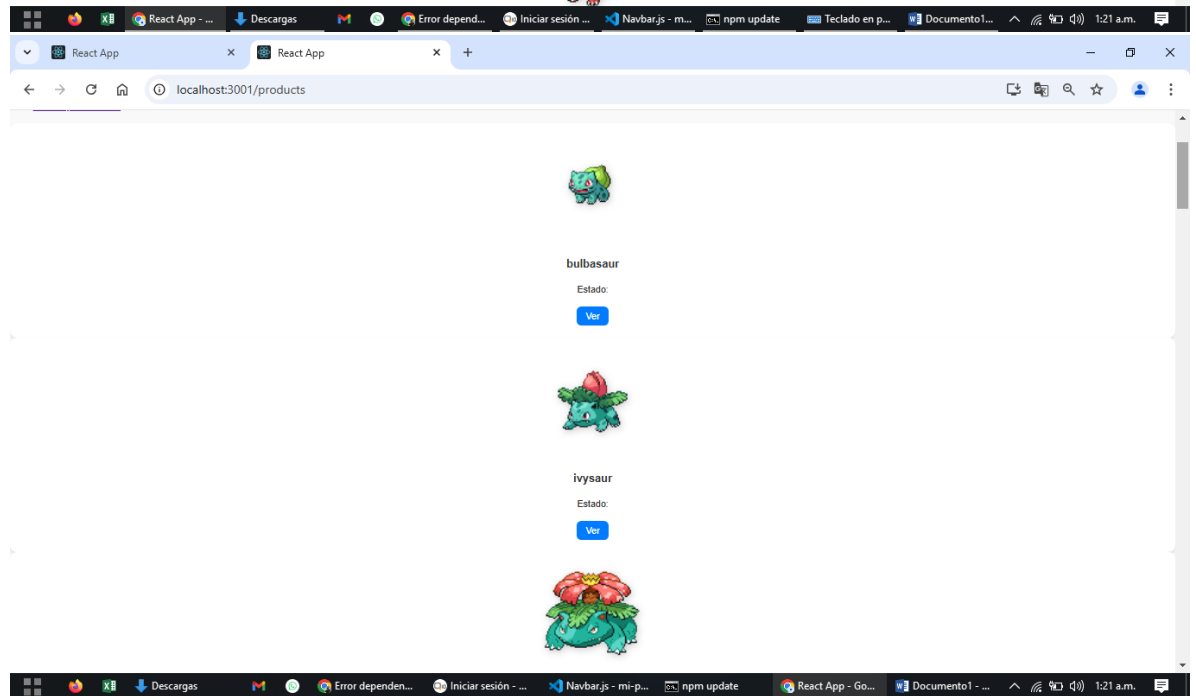 React App - ...
Descargas
Error depend...
Iniciar sesión ...
Navbar.js - m...
npm update
Teclado en p...
Documento1...
1:21 a.m.
React App
React App
localhost:3001/products
bulbasaur
Estado:
Ver
ivysaur
Estado:
Ver
Descargas
Error dependen...
Iniciar sesión - ...
Navbar.js - mi-p...
npm update
React App - Go...
Documento1 - ...
1:21 a.m.